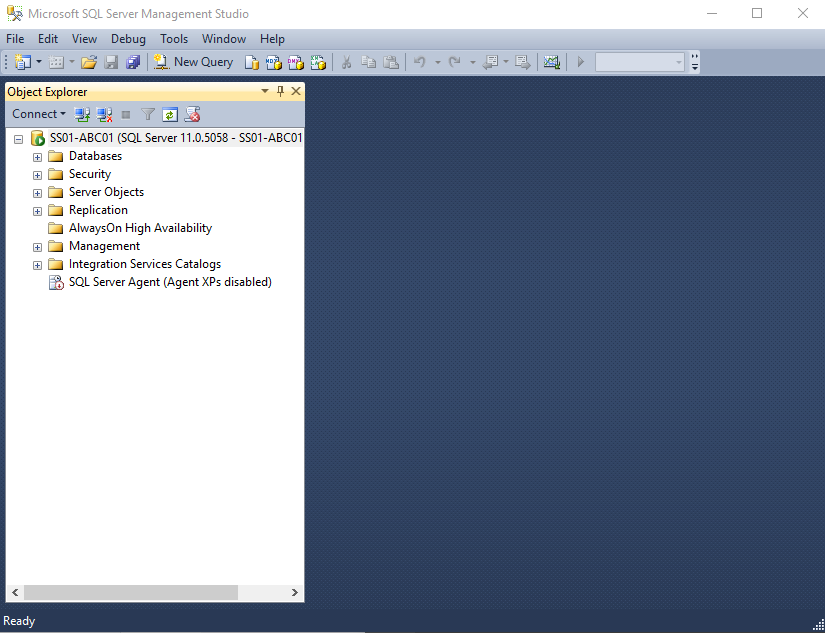 Microsoft SQL Server Management Studio
File Edit View Debug Tools Window Help
New Query
Object Explorer
Connect
SS01-ABC01 (SQL Server 11.0.5058 - SS01-ABC01
Databases
Security
Server Objects
Replication
AlwaysOn High Availability
Management
Integration Services Catalogs
SQL Server Agent (Agent XPs disabled)
Ready